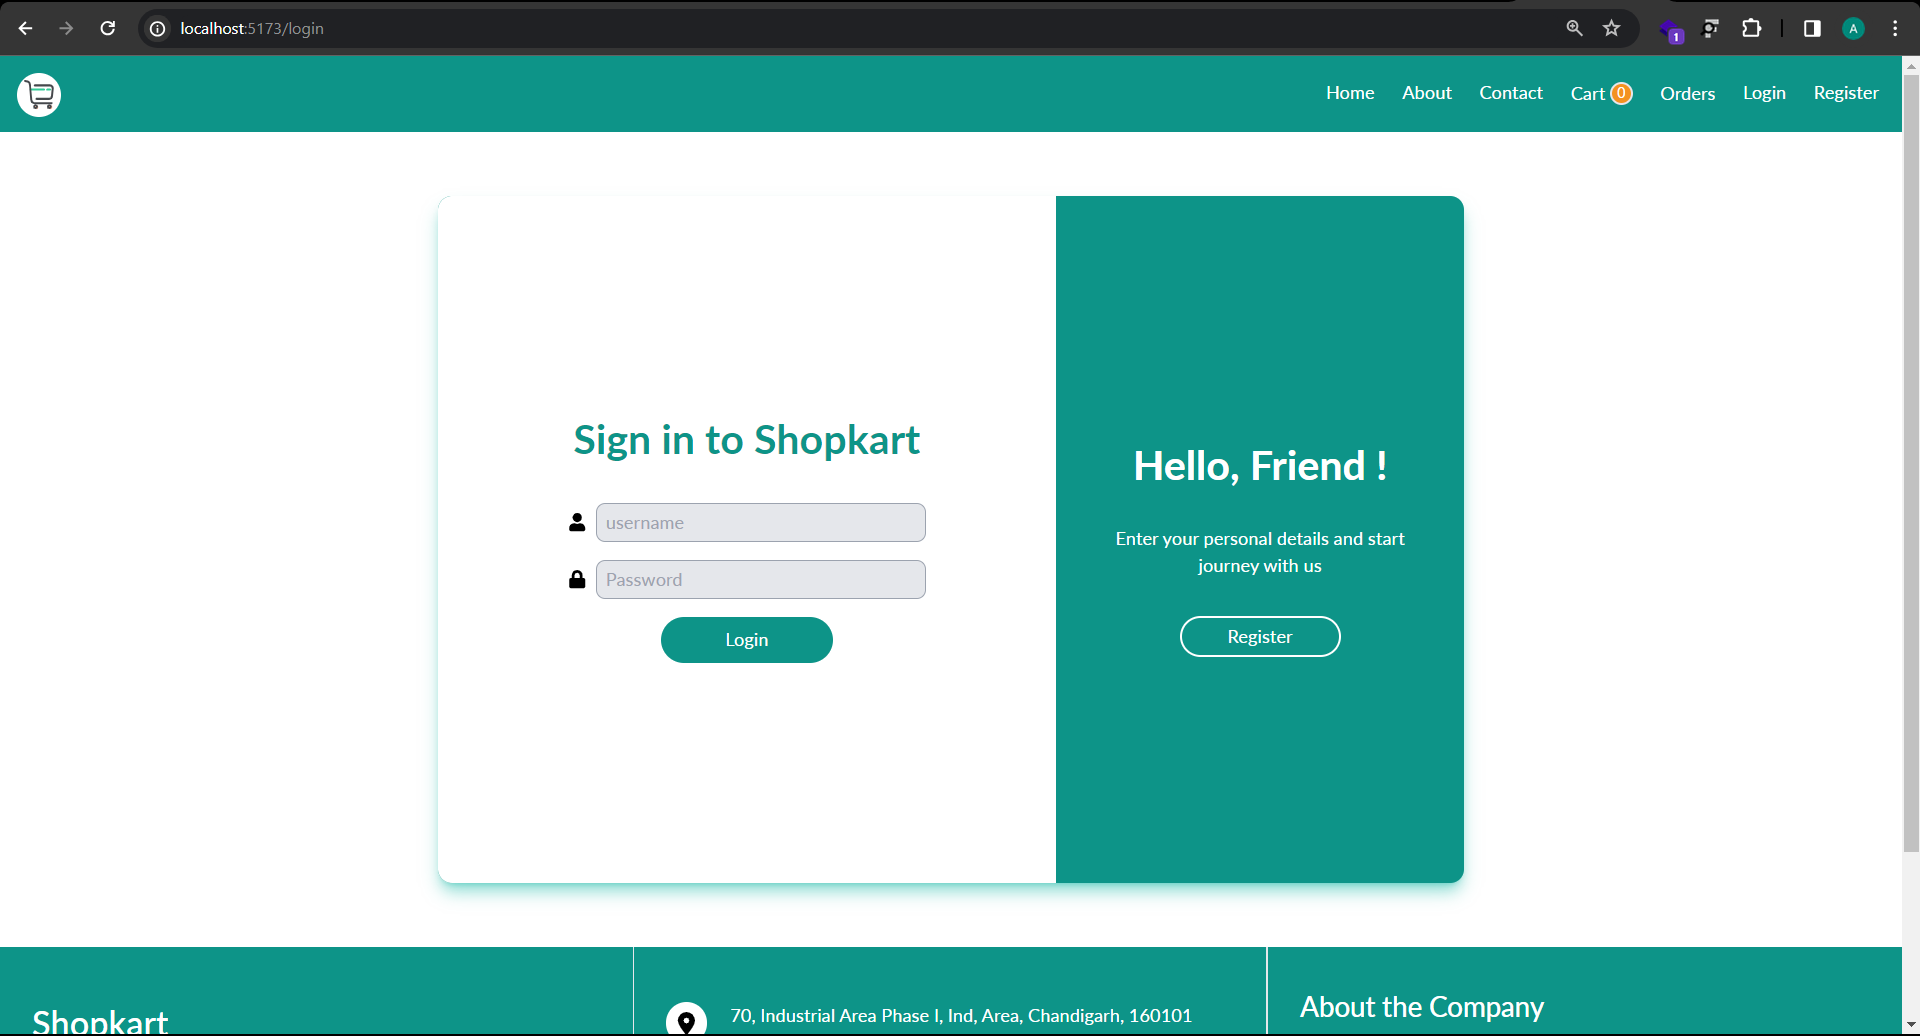 localhost:5173/login
1
A
Home About Contact Cart 0 Orders Login Register
Sign in to Shopkart
username
Password
Login
Hello, Friend !
Enter your personal details and start
journey with us
Register
Shopkart
70, Industrial Area Phase I, Ind, Area, Chandigarh, 160101
About the Company